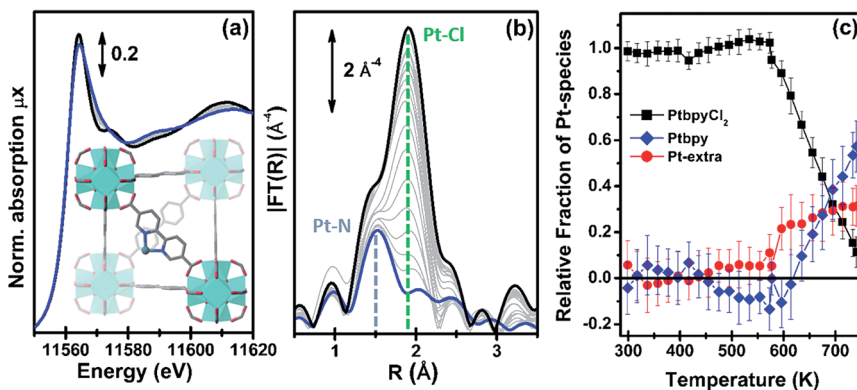 (a)
0.2
Norm. absorption μx
11560 11580 11600 11620
Energy (eV)
(b)
Pt-Cl
2 Å⁻⁴
Pt-N
|FT(R)| (Å⁻⁴)
1 2 3
R (Å)
(c)
PtbpyCl₂
Ptbpy
Pt-extra
Relative Fraction of Pt-species
1.0
0.8
0.6
0.4
0.2
0.0
-0.2
300 400 500 600 700
Temperature (K)